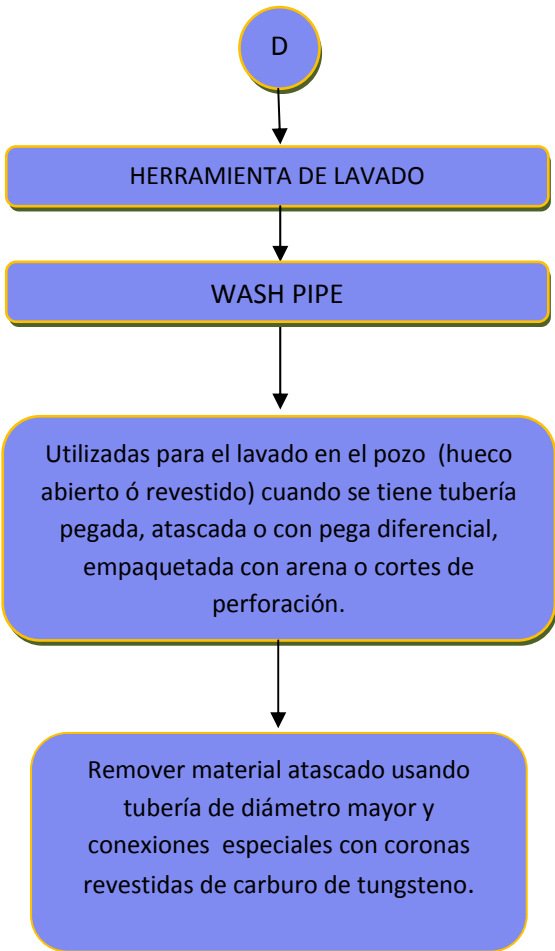 D
HERRAMIENTA DE LAVADO
WASH PIPE
Utilizadas para el lavado en el pozo (hueco
abierto ó revestido) cuando se tiene tubería
pegada, atascada o con pega diferencial,
empaquetada con arena o cortes de
perforación.
Remover material atascado usando
tubería de diámetro mayor y
conexiones especiales con coronas
revestidas de carburo de tungsteno.